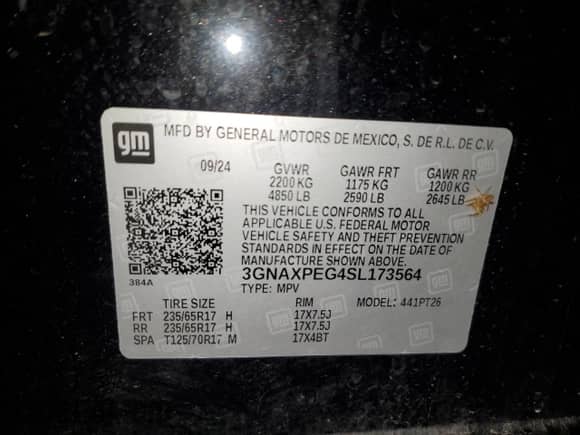 gm
MFD BY GENERAL MOTORS DE MEXICO, S. DE R.L. DE C.V.
09/24 GVWR GAWR FRT GAWR RR
2200 KG 1175 KG 1200 KG
4850 LB 2590 LB 2645 LB
THIS VEHICLE CONFORMS TO ALL
APPLICABLE U.S. FEDERAL MOTOR
VEHICLE SAFETY AND THEFT PREVENTION
STANDARDS IN EFFECT ON THE DATE OF
MANUFACTURE SHOWN ABOVE.
3GNAXPEG4SL173564
384A
TYPE: MPV MODEL: 441PT26
TIRE SIZE RIM
FRT 235/65R17 H 17X7.5J
RR 235/65R17 H 17X7.5J
SPA T125/70R17 M 17X4BT